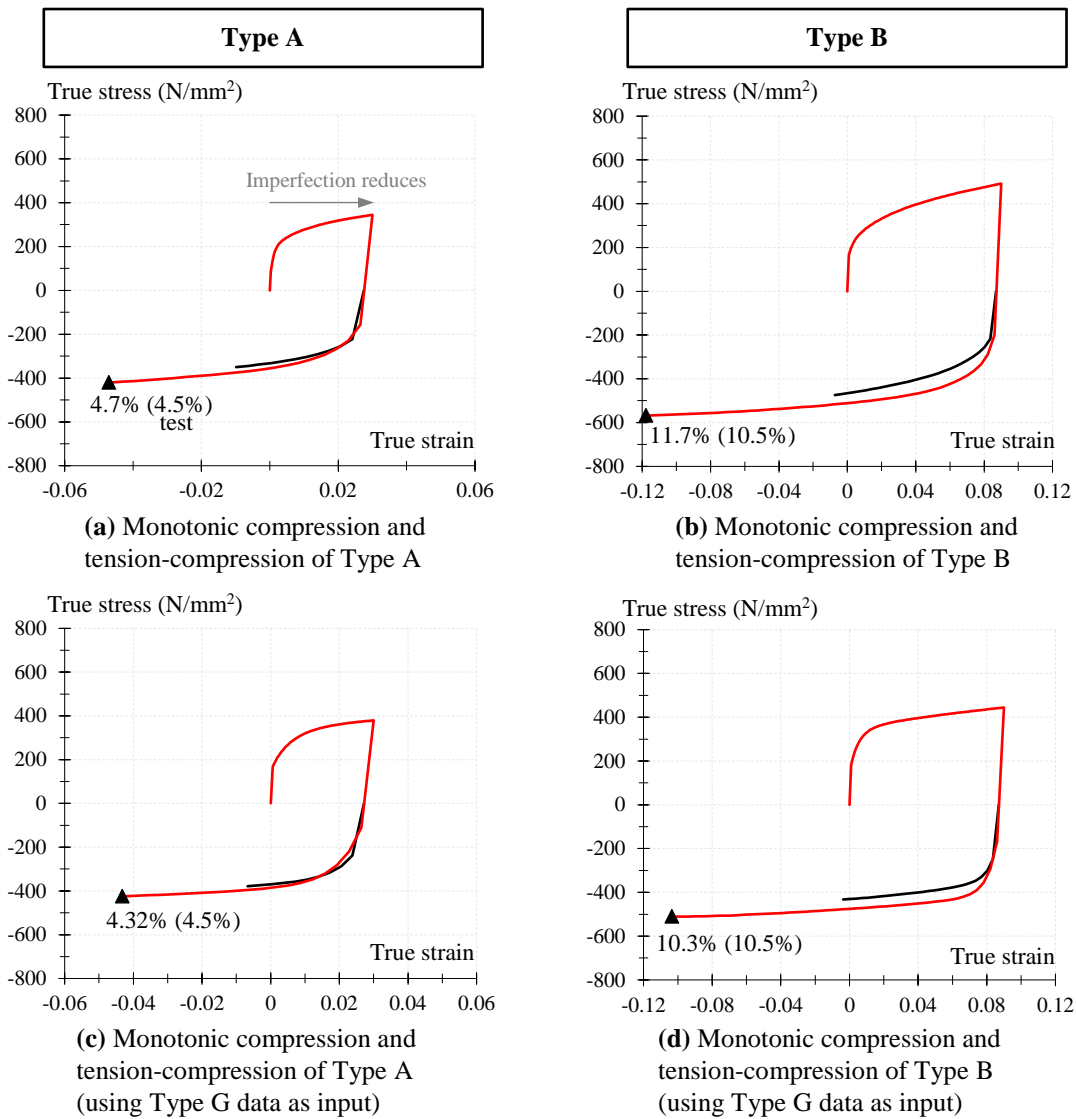 Type A
Type B
True stress (N/mm²)
800
600
400
200
0
-200
-400
-600
-800
-0.06
-0.02
0.02
0.06
Imperfection reduces
4.7% (4.5%)
test
True strain
(a) Monotonic compression and
tension-compression of Type A
True stress (N/mm²)
800
600
400
200
0
-200
-400
-600
-800
-0.12
-0.08
-0.04
0
0.04
0.08
0.12
11.7% (10.5%)
True strain
(b) Monotonic compression and
tension-compression of Type B
True stress (N/mm²)
800
600
400
200
0
-200
-400
-600
-800
-0.06
-0.04
-0.02
0
0.02
0.04
0.06
4.32% (4.5%)
True strain
(c) Monotonic compression and
tension-compression of Type A
(using Type G data as input)
True stress (N/mm²)
800
600
400
200
0
-200
-400
-600
-800
-0.12
-0.08
-0.04
0
0.04
0.08
0.12
10.3% (10.5%)
True strain
(d) Monotonic compression and
tension-compression of Type B
(using Type G data as input)